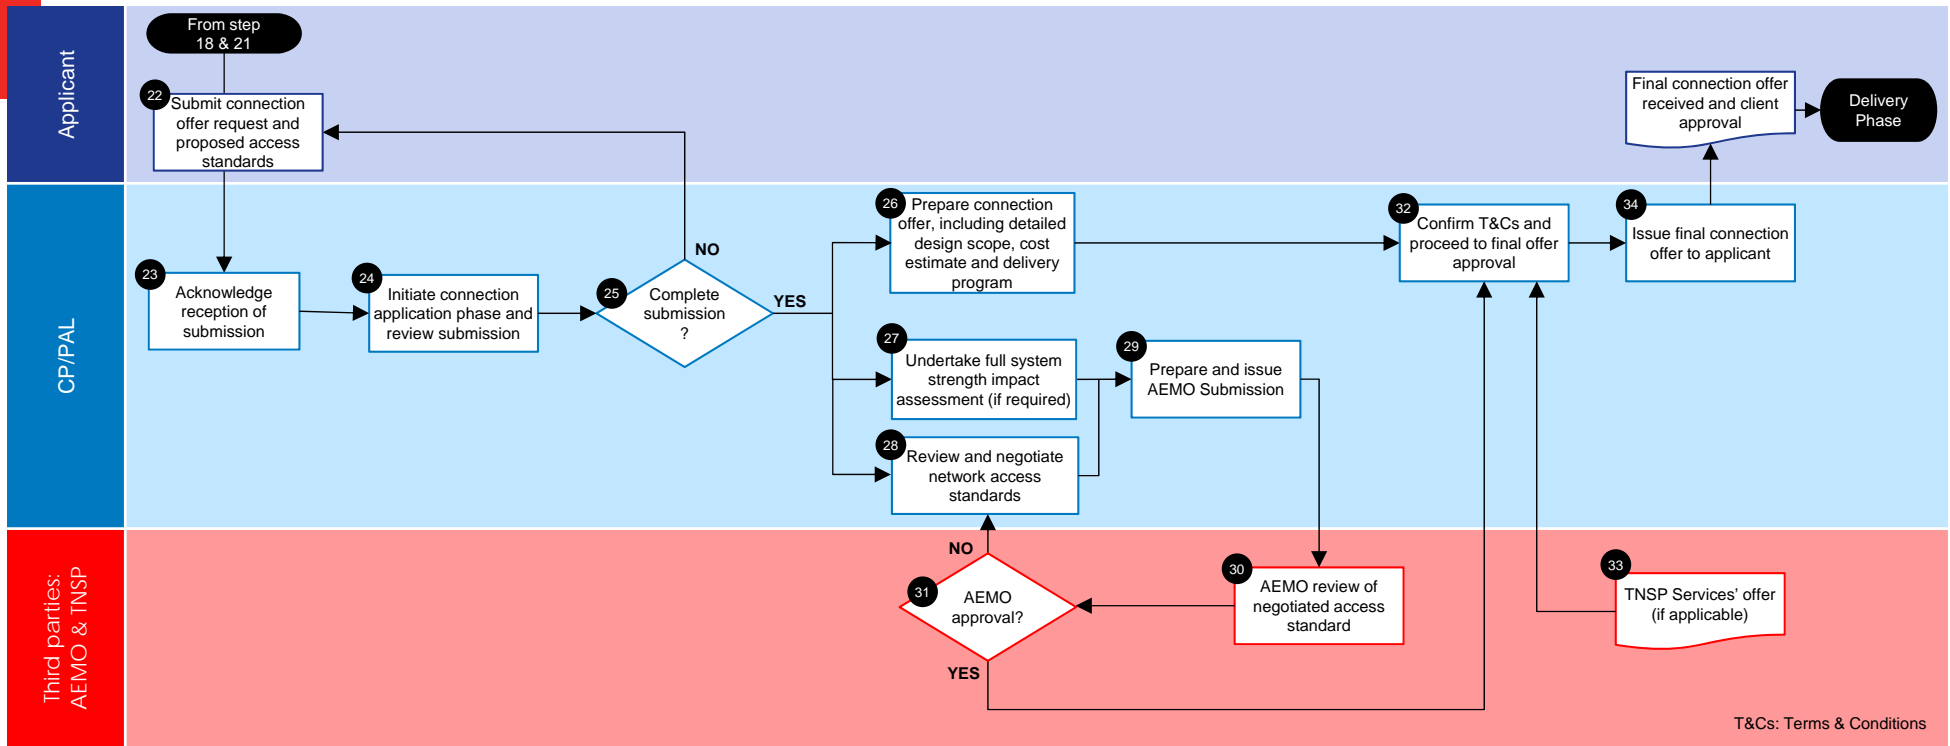 Applicant
From step
18 & 21
22
Submit connection
offer request and
proposed access
standards
Final connection offer
received and client
approval
Delivery
Phase
CP/PAL
23
Acknowledge
reception of
submission
24
Initiate connection
application phase and
review submission
25
Complete
submission
?
NO
YES
26
Prepare connection
offer, including detailed
design scope, cost
estimate and delivery
program
27
Undertake full system
strength impact
assessment (if required)
28
Review and negotiate
network access
standards
29
Prepare and issue
AEMO Submission
32
Confirm T&Cs and
proceed to final offer
approval
34
Issue final connection
offer to applicant
Third parties:
AEMO & TNSP
NO
31
AEMO
approval?
YES
30
AEMO review of
negotiated access
standard
33
TNSP Services’ offer
(if applicable)
T&Cs: Terms & Conditions